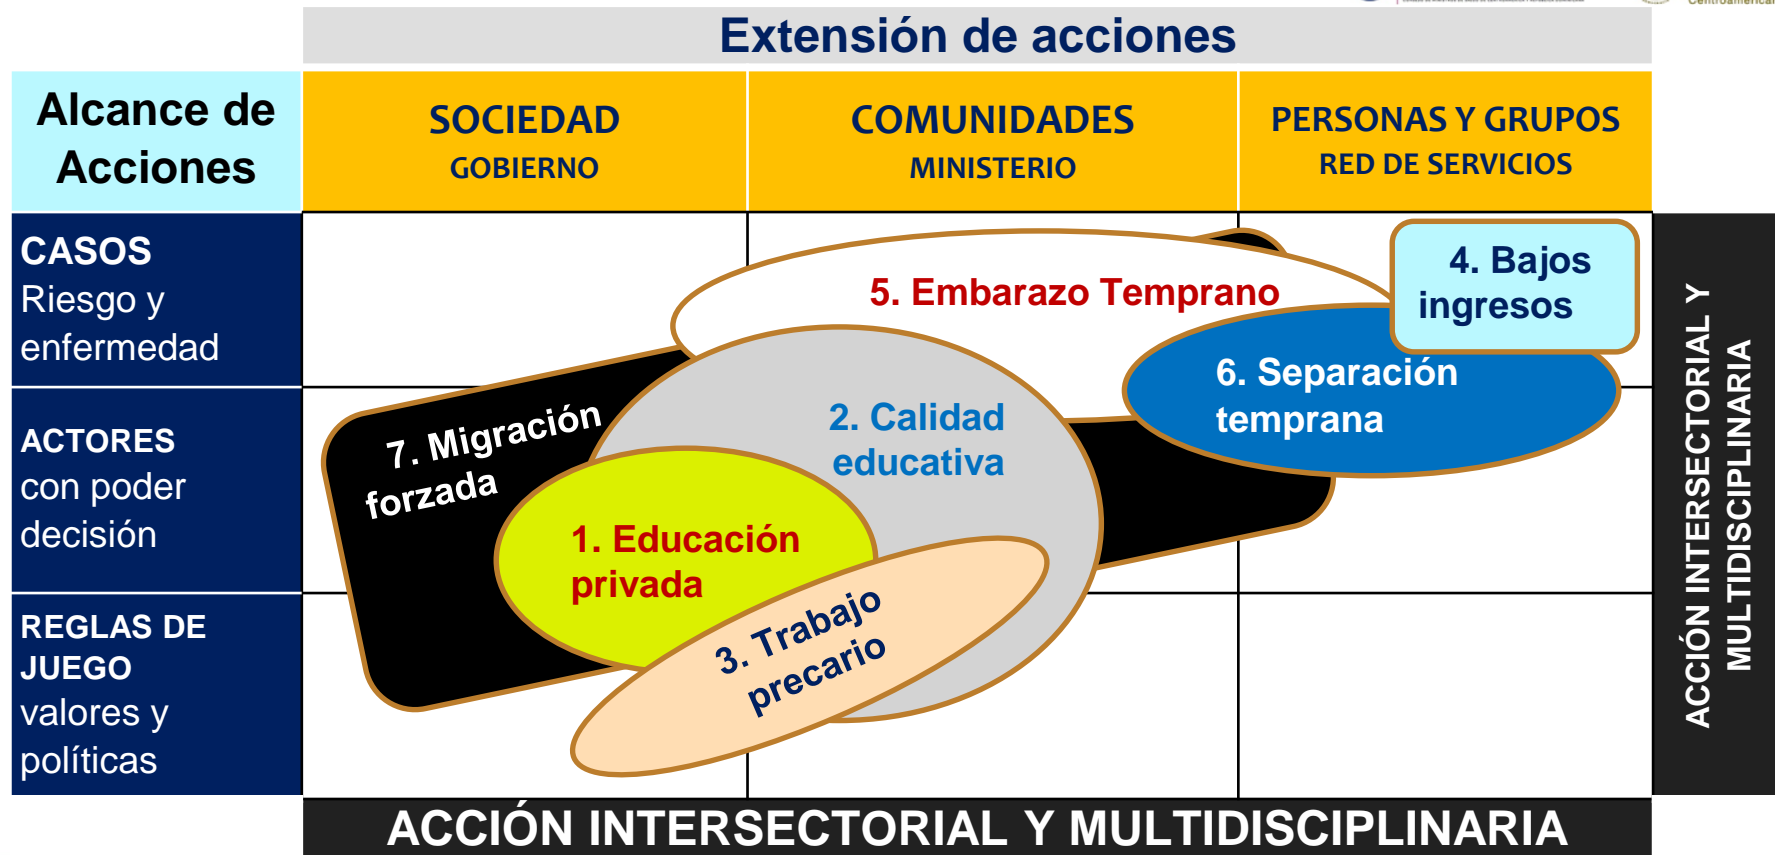 Centroamerican
Extensión de acciones
Alcance de
Acciones
SOCIEDAD
GOBIERNO
COMUNIDADES
MINISTERIO
PERSONAS Y GRUPOS
RED DE SERVICIOS
CASOS
Riesgo y
enfermedad
ACTORES
con poder
decisión
REGLAS DE
JUEGO
valores y
políticas
4. Bajos
ingresos
5. Embarazo Temprano
6. Separación
temprana
2. Calidad
educativa
7. Migración
forzada
1. Educación
privada
3. Trabajo
precario
ACCIÓN INTERSECTORIAL Y
MULTIDISCIPLINARIA
ACCIÓN INTERSECTORIAL Y MULTIDISCIPLINARIA